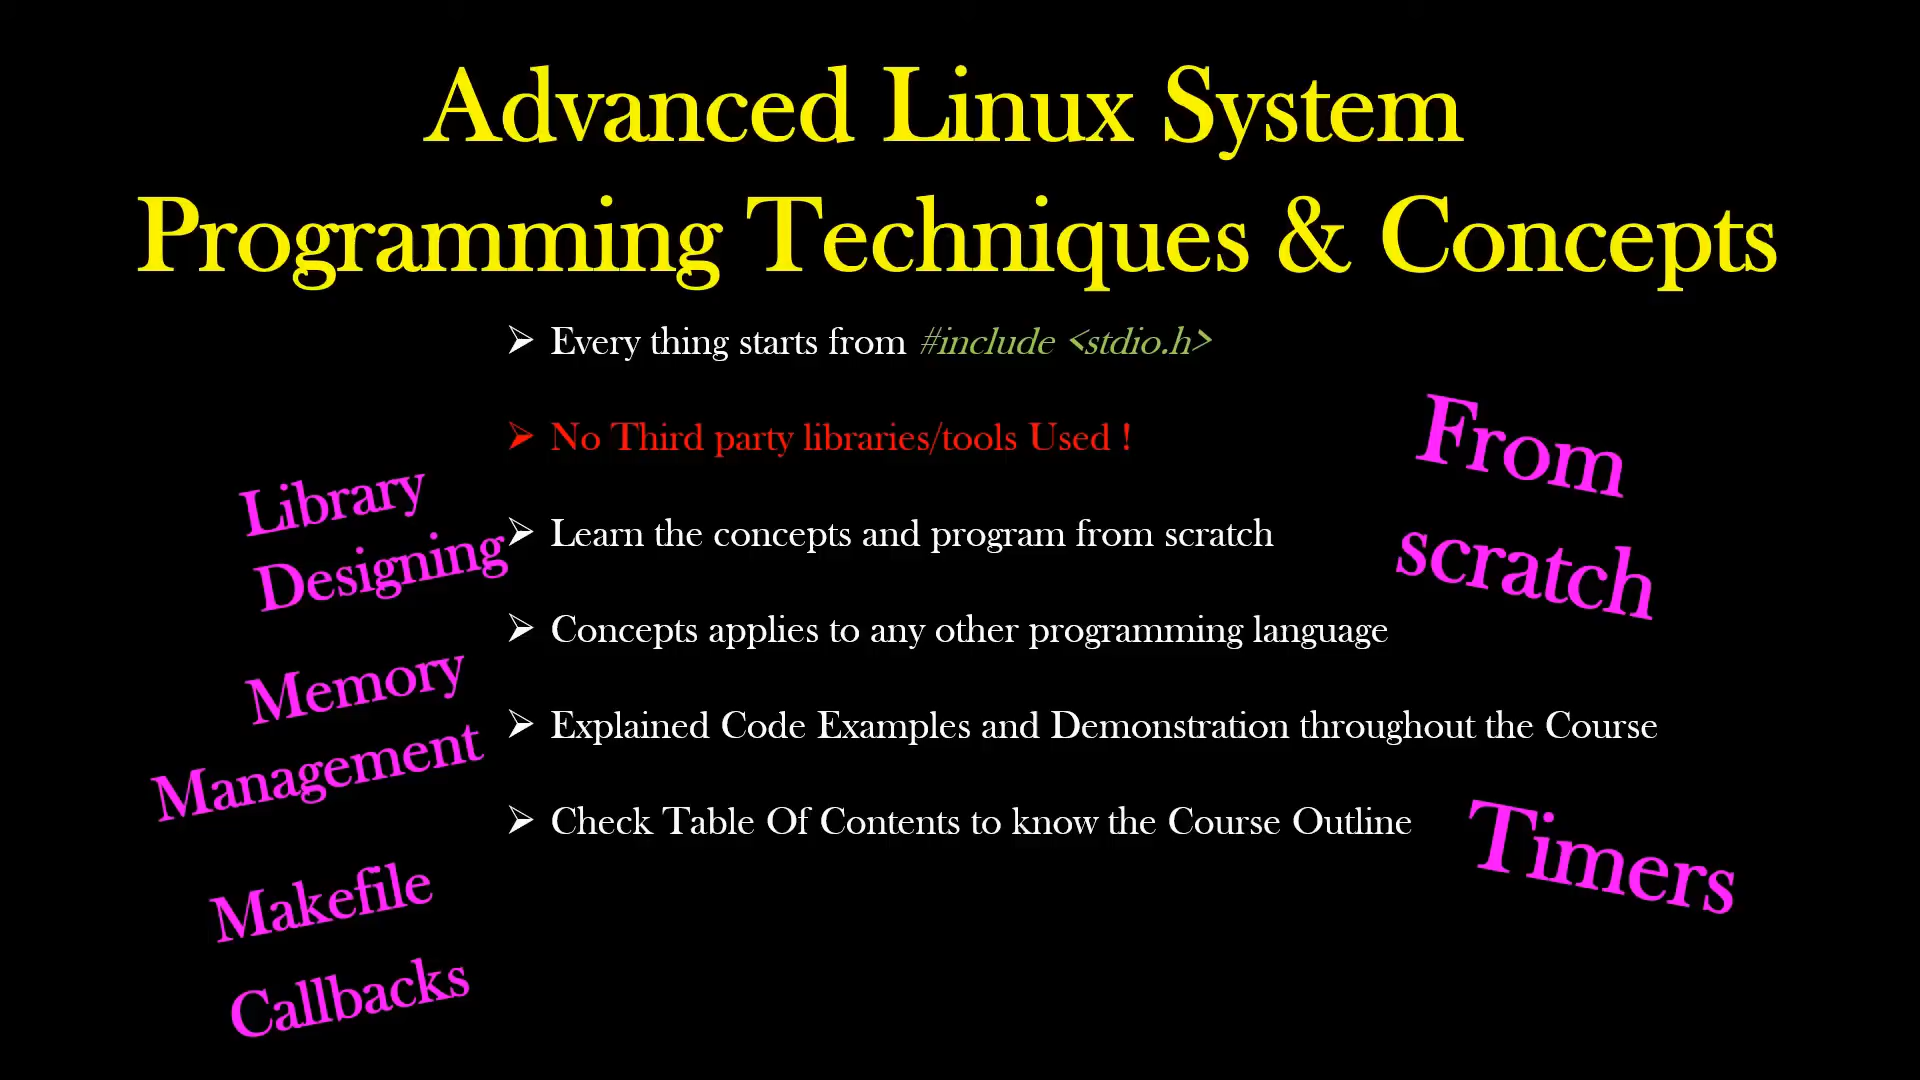 Advanced Linux System
Programming Techniques & Concepts
➢ Every thing starts from #include <stdio.h>
➢ No Third party libraries/tools Used !
➢ Learn the concepts and program from scratch
➢ Concepts applies to any other programming language
➢ Explained Code Examples and Demonstration throughout the Course
➢ Check Table Of Contents to know the Course Outline
Library
Designing
Memory
Management
Makefile
Callbacks
From
scratch
Timers